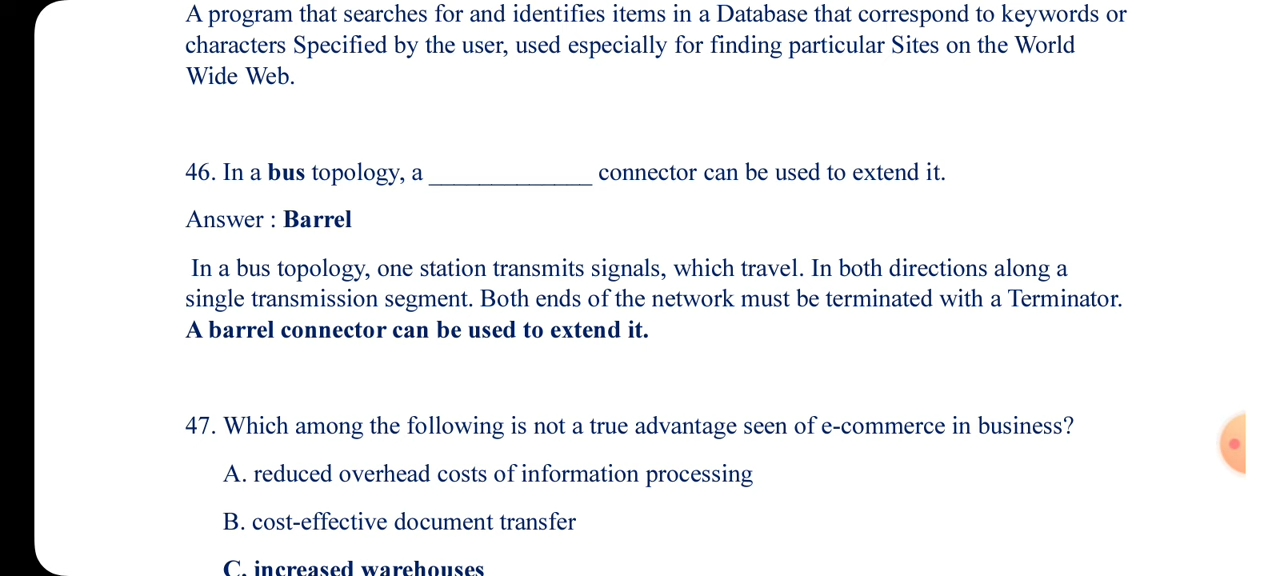 A program that searches for and identifies items in a Database that correspond to keywords or
characters Specified by the user, used especially for finding particular Sites on the World
Wide Web.
46. In a bus topology, a _____________ connector can be used to extend it.
Answer : Barrel
In a bus topology, one station transmits signals, which travel. In both directions along a
single transmission segment. Both ends of the network must be terminated with a Terminator.
A barrel connector can be used to extend it.
47. Which among the following is not a true advantage seen of e-commerce in business?
A. reduced overhead costs of information processing
B. cost-effective document transfer
C. increased warehouses